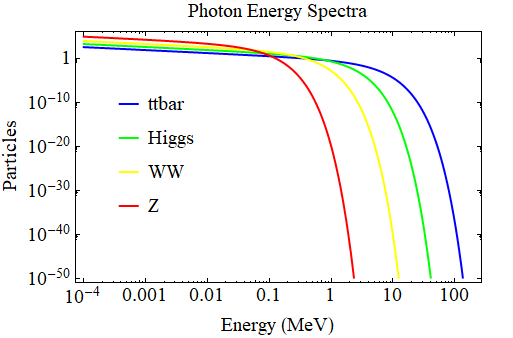 Photon Energy Spectra
Particles
1
10^-10
10^-20
10^-30
10^-40
10^-50
ttbar
Higgs
WW
Z
10^-4 0.001 0.01 0.1 1 10 100
Energy (MeV)